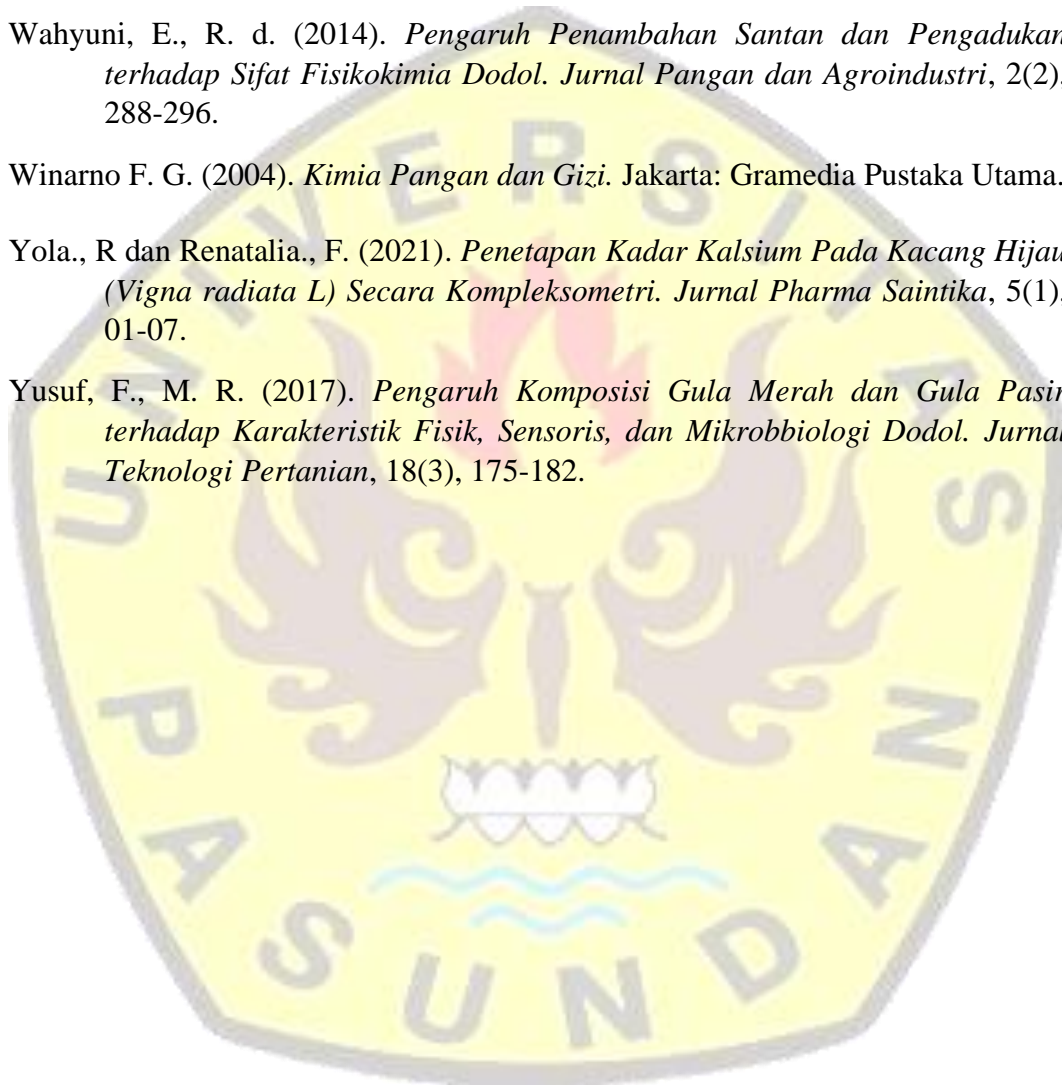 Wahyuni, E., R. d. (2014). Pengaruh Penambahan Santan dan Pengadukan
terhadap Sifat Fisikokimia Dodol. Jurnal Pangan dan Agroindustri, 2(2),
288-296.
Winarno F. G. (2004). Kimia Pangan dan Gizi. Jakarta: Gramedia Pustaka Utama.
Yola., R dan Renatalia., F. (2021). Penetapan Kadar Kalsium Pada Kacang Hijau
(Vigna radiata L) Secara Kompleksometri. Jurnal Pharma Saintika, 5(1),
01-07.
Yusuf, F., M. R. (2017). Pengaruh Komposisi Gula Merah dan Gula Pasir
terhadap Karakteristik Fisik, Sensoris, dan Mikrobbiologi Dodol. Jurnal
Teknologi Pertanian, 18(3), 175-182.
UNIVERSITAS
PASUNDAN